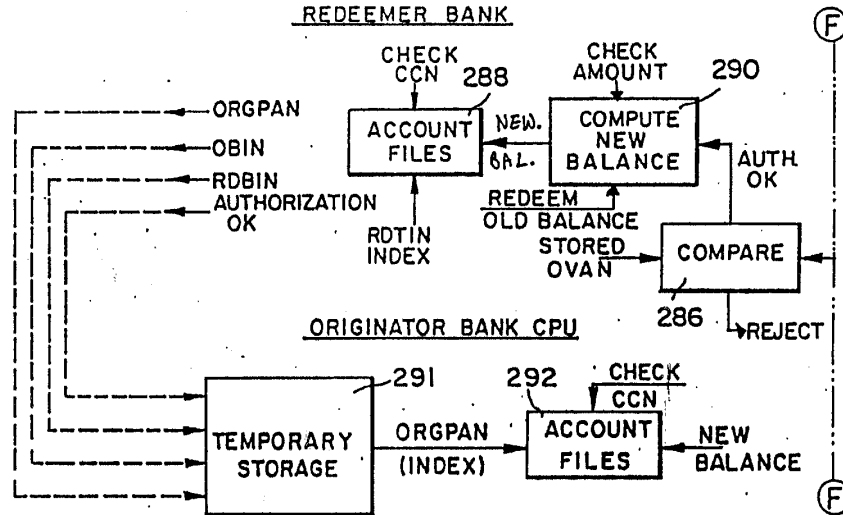 REDEEMER BANK
F
CHECK
CCN
288
CHECK
AMOUNT
290
ORGPAN
OBIN
RDBIN
AUTHORIZATION
OK
ACCOUNT
FILES
NEW.
BAL.
COMPUTE
NEW
BALANCE
AUTH.
OK
RDTIN
INDEX
REDEEM
OLD BALANCE
STORED
OVAN
COMPARE
286
REJECT
ORIGINATOR BANK CPU
291
TEMPORARY
STORAGE
ORGPAN
(INDEX)
292
CHECK
CCN
ACCOUNT
FILES
NEW
BALANCE
F